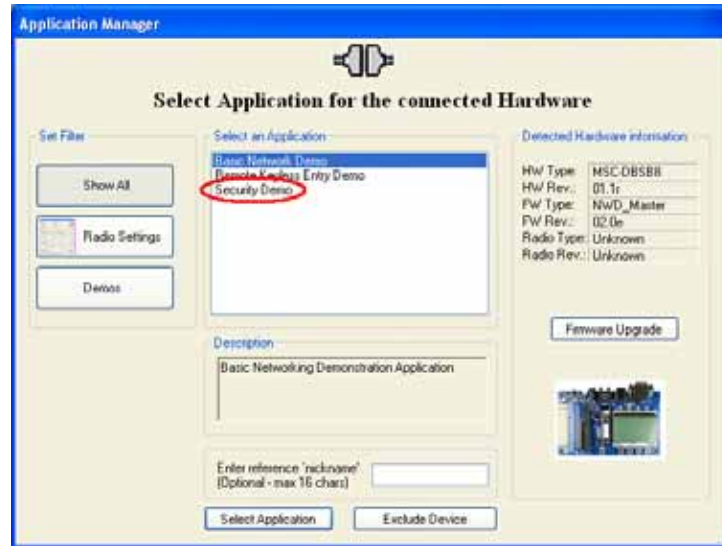 Application Manager
Select Application for the connected Hardware
Set Filter
Show All
Radio Settings
Demos
Select an Application
Basic Network Demo
Remote Keyless Entry Demo
Security Demo
Description
Basic Networking Demonstration Application
Enter reference 'nickname'
(Optional - max 16 chars)
Select Application
Exclude Device
Detected Hardware information
HW Type: MSC-DBSB8
HW Rev.: 01.1r
FW Type: NWD_Master
FW Rev.: 02.0e
Radio Type: Unknown
Radio Rev.: Unknown
Firmware Upgrade